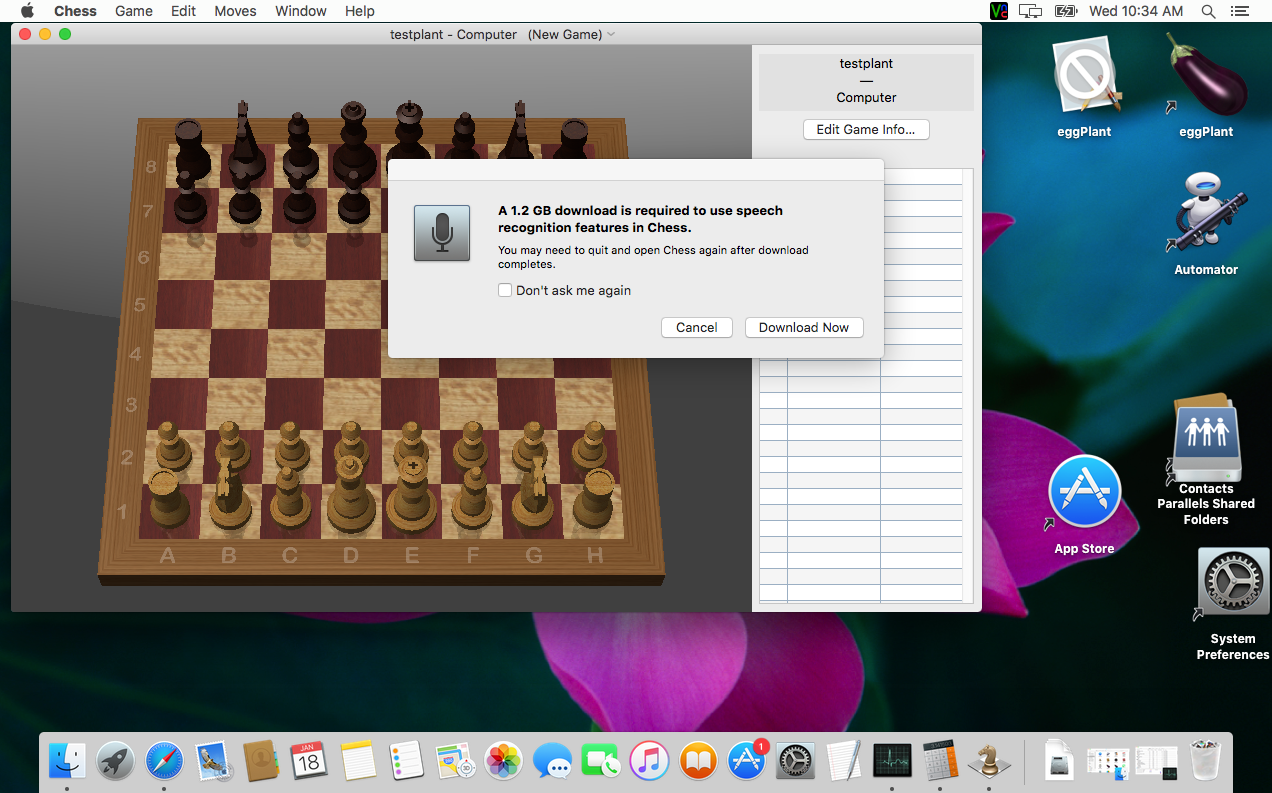 Chess Game Edit Moves Window Help
Wed 10:34 AM
testplant - Computer (New Game)
testplant
—
Computer
Edit Game Info...
A 1.2 GB download is required to use speech
recognition features in Chess.
You may need to quit and open Chess again after download
completes.
Don't ask me again
Cancel Download Now
8
7
6
5
4
3
2
1
A B C D E F G H
eggPlant
eggPlant
Automator
Contacts
Parallels Shared
Folders
App Store
System
Preferences
JAN
18
1